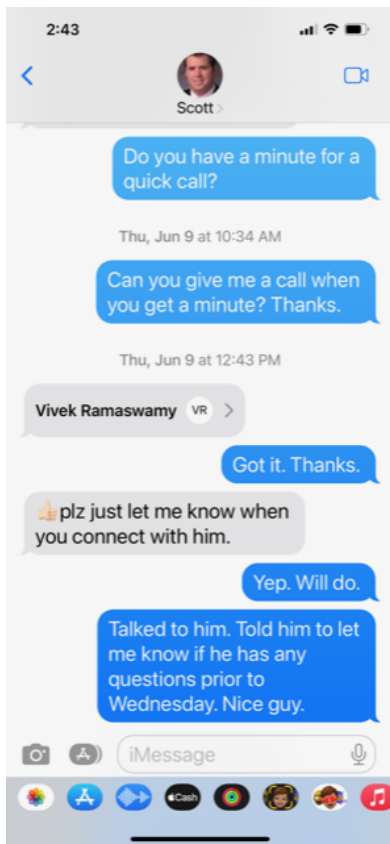 2:43
Scott
Do you have a minute for a
quick call?
Thu, Jun 9 at 10:34 AM
Can you give me a call when
you get a minute? Thanks.
Thu, Jun 9 at 12:43 PM
Vivek Ramaswamy VR
Got it. Thanks.
👍🏻plz just let me know when
you connect with him.
Yep. Will do.
Talked to him. Told him to let
me know if he has any
questions prior to
Wednesday. Nice guy.
iMessage
Cash